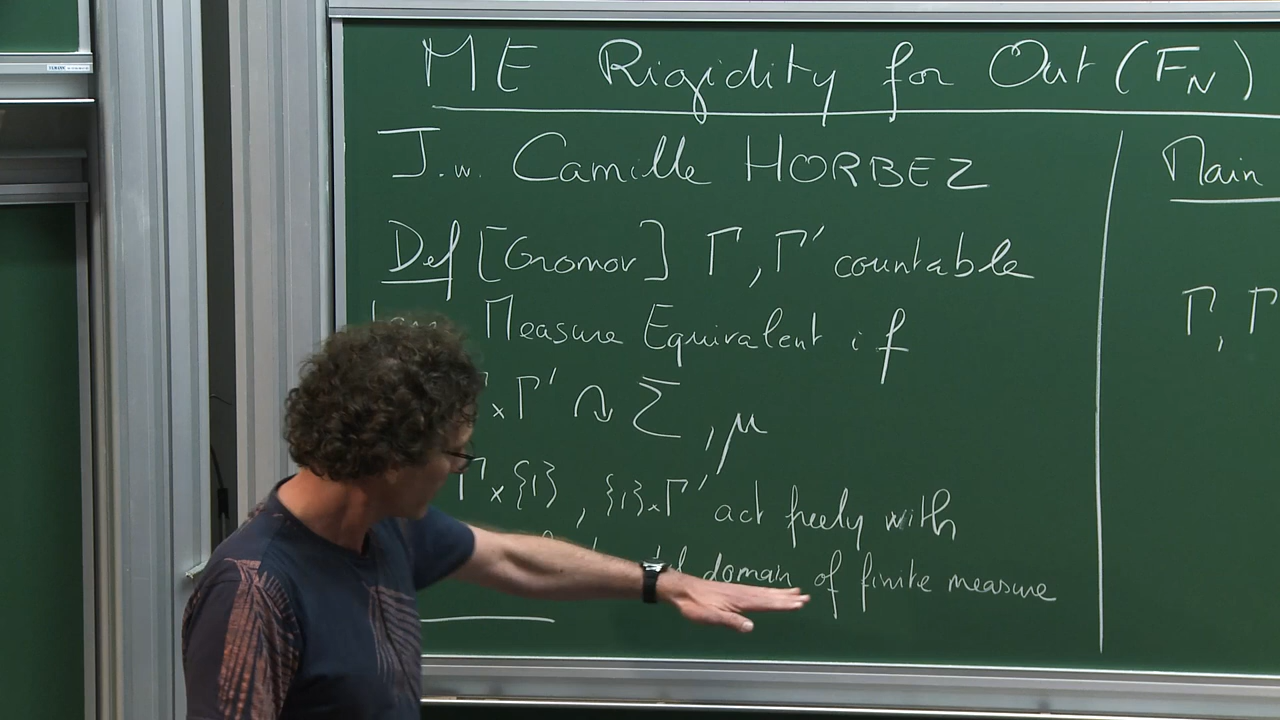 ME Rigidity for Out(F_N)
J.w. Camille HORBEZ
Def [Gromov] Γ, Γ' countable
Measure Equivalent if
× Γ' ↷ Σ, μ
Γ × {1}, {1} × Γ' act freely with
domain of finite measure
Main
Γ, Γ